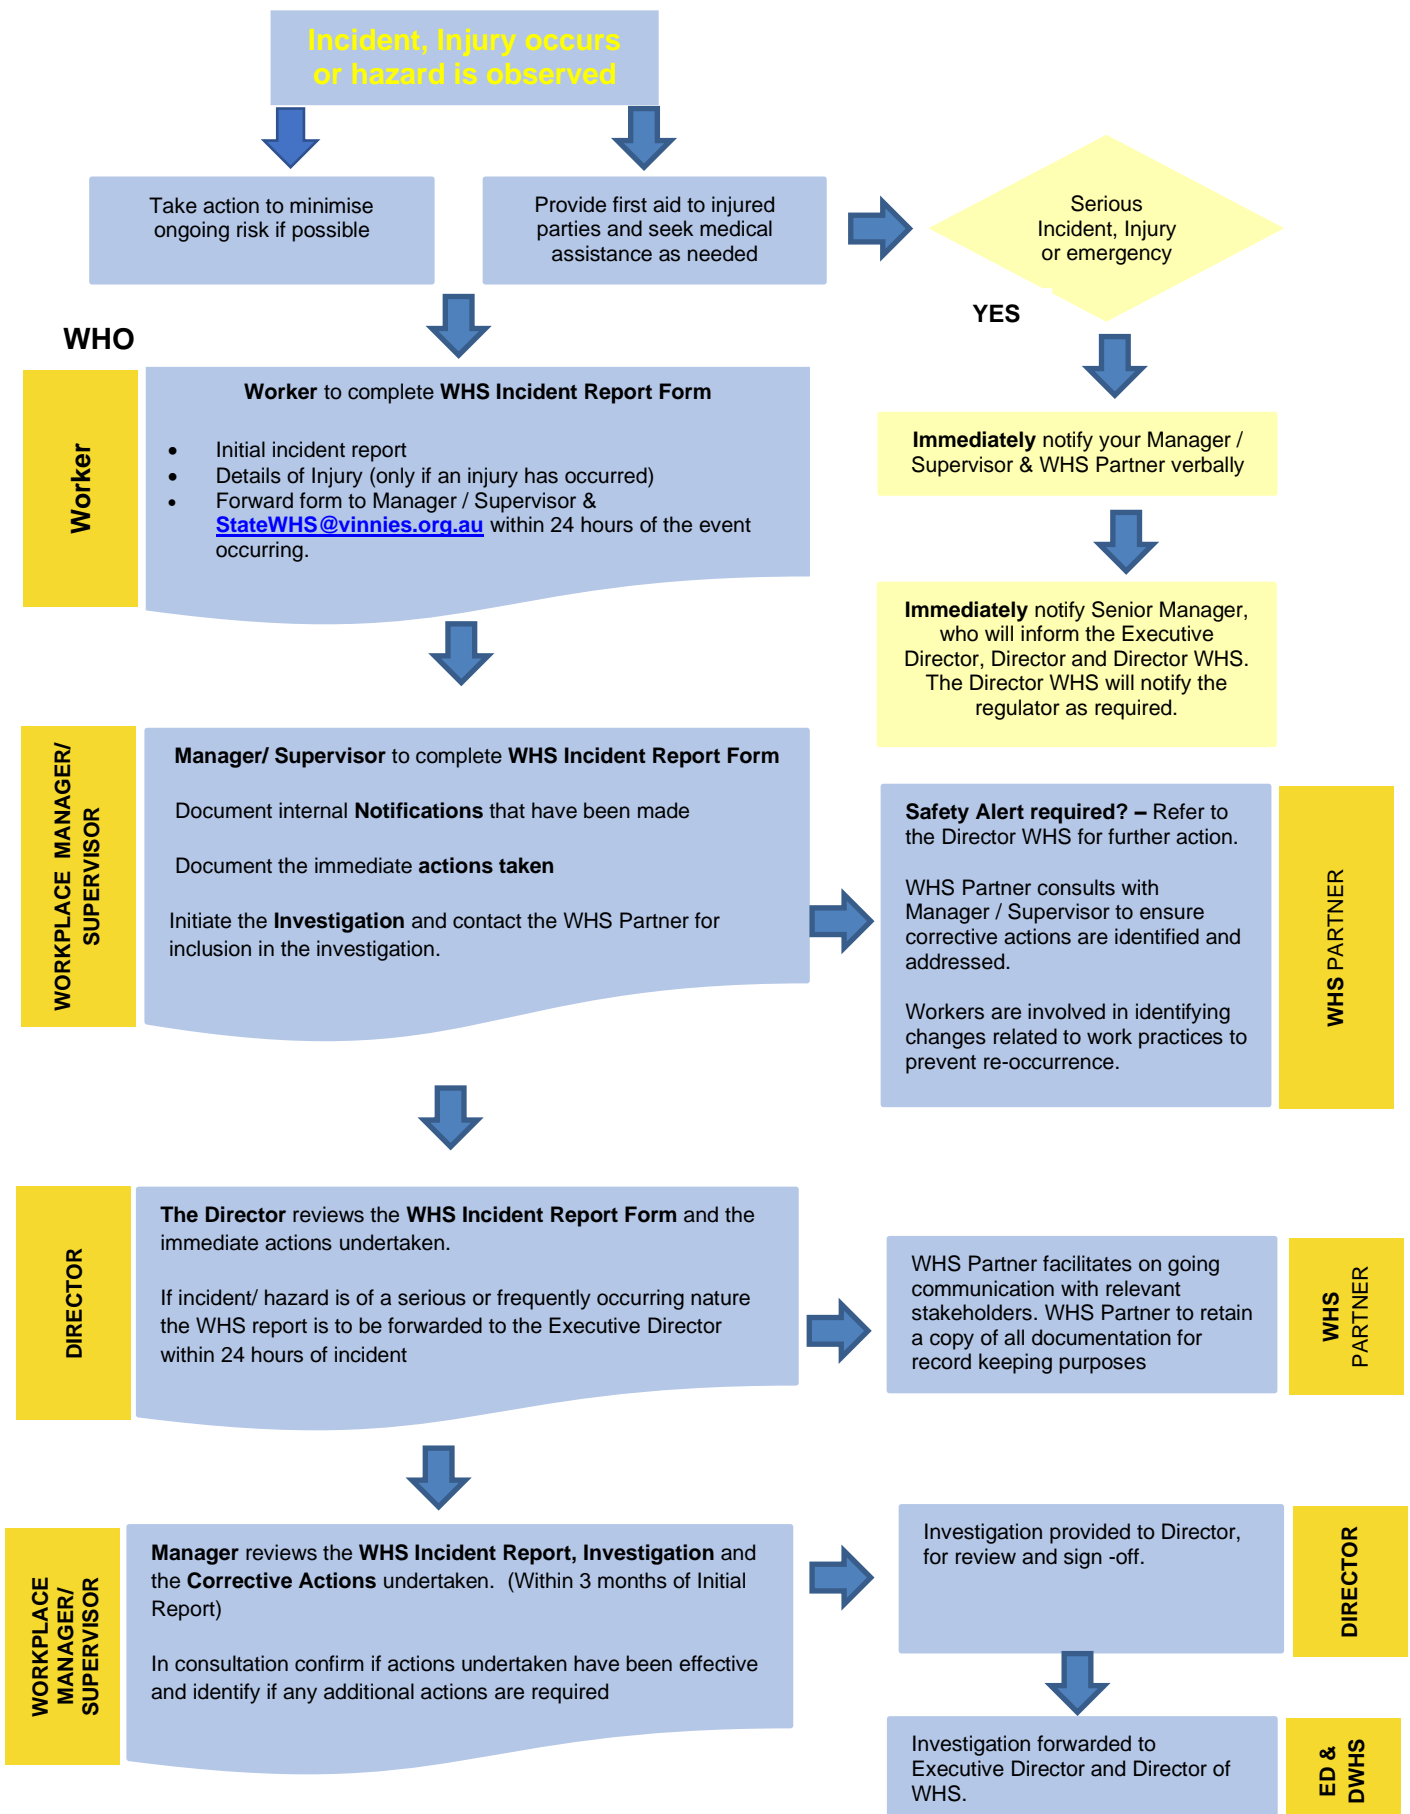 Incident, Injury occurs
or hazard is observed
Take action to minimise
ongoing risk if possible
Provide first aid to injured
parties and seek medical
assistance as needed
Serious
Incident, Injury
or emergency
YES
WHO
Worker
Worker to complete WHS Incident Report Form
• Initial incident report
• Details of Injury (only if an injury has occurred)
• Forward form to Manager / Supervisor &
StateWHS@vinnies.org.au within 24 hours of the event
occurring.
Immediately notify your Manager /
Supervisor & WHS Partner verbally
Immediately notify Senior Manager,
who will inform the Executive
Director, Director and Director WHS.
The Director WHS will notify the
regulator as required.
WORKPLACE MANAGER/
SUPERVISOR
Manager/ Supervisor to complete WHS Incident Report Form
Document internal Notifications that have been made
Document the immediate actions taken
Initiate the Investigation and contact the WHS Partner for
inclusion in the investigation.
Safety Alert required? – Refer to
the Director WHS for further action.
WHS Partner consults with
Manager / Supervisor to ensure
corrective actions are identified and
addressed.
Workers are involved in identifying
changes related to work practices to
prevent re-occurrence.
WHS PARTNER
DIRECTOR
The Director reviews the WHS Incident Report Form and the
immediate actions undertaken.
If incident/ hazard is of a serious or frequently occurring nature
the WHS report is to be forwarded to the Executive Director
within 24 hours of incident
WHS Partner facilitates on going
communication with relevant
stakeholders. WHS Partner to retain
a copy of all documentation for
record keeping purposes
WHS
PARTNER
WORKPLACE
MANAGER/
SUPERVISOR
Manager reviews the WHS Incident Report, Investigation and
the Corrective Actions undertaken. (Within 3 months of Initial
Report)
In consultation confirm if actions undertaken have been effective
and identify if any additional actions are required
Investigation provided to Director,
for review and sign -off.
DIRECTOR
Investigation forwarded to
Executive Director and Director of
WHS.
ED &
DWHS